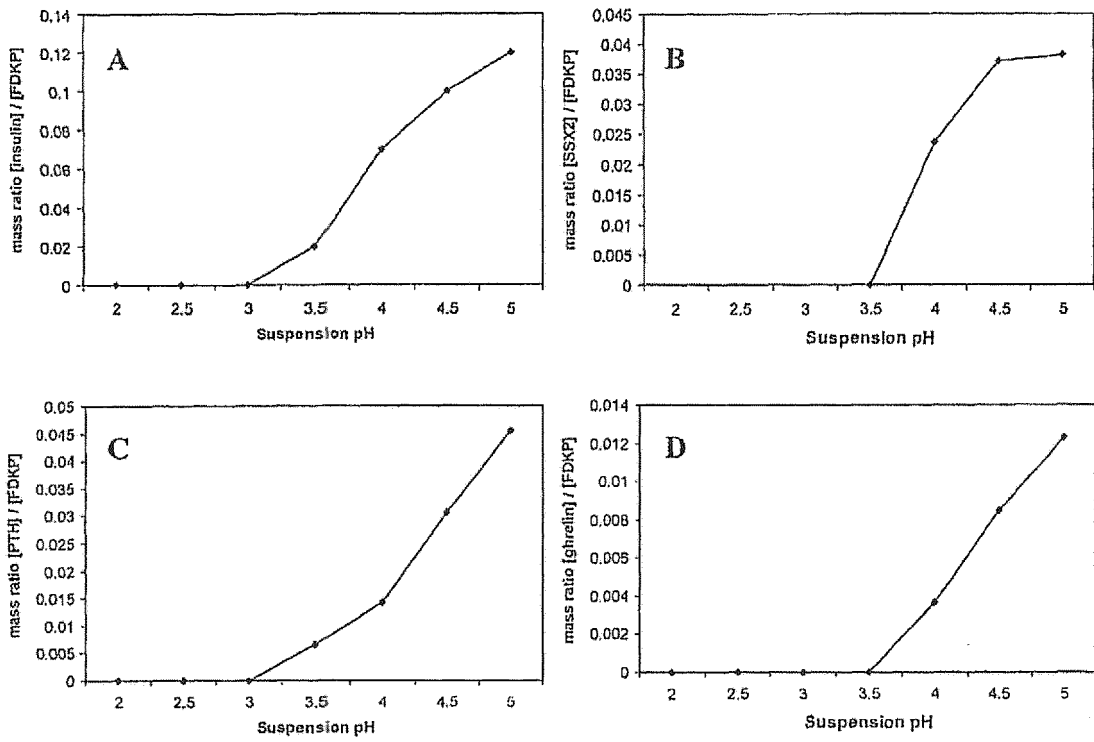 A
mass ratio [insulin] / [FDKP]
0.14
0.12
0.1
0.08
0.06
0.04
0.02
0
2 2.5 3 3.5 4 4.5 5
Suspension pH
B
mass ratio [SSX2] / [FDKP]
0.045
0.04
0.035
0.03
0.025
0.02
0.015
0.01
0.005
0
2 2.5 3 3.5 4 4.5 5
Suspension pH
C
mass ratio [PTH] / [FDKP]
0.05
0.045
0.04
0.035
0.03
0.025
0.02
0.015
0.01
0.005
0
2 2.5 3 3.5 4 4.5 5
Suspension pH
D
mass ratio [ghrelin] / [FDKP]
0.014
0.012
0.01
0.008
0.006
0.004
0.002
0
2 2.5 3 3.5 4 4.5 5
Suspension pH